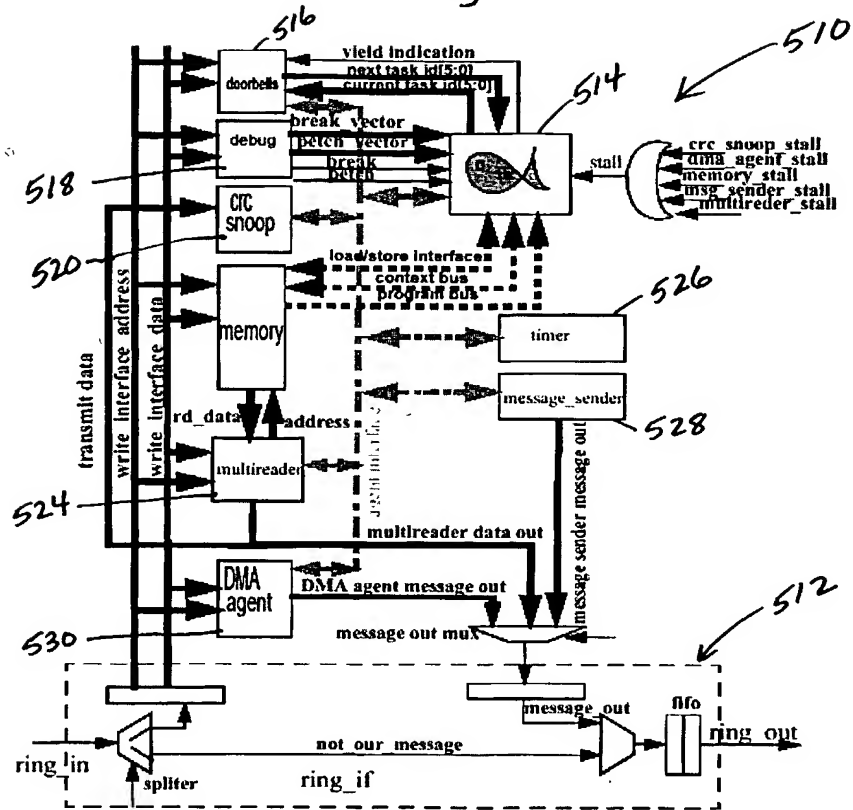 516
510
yield indication
next task id[5:0]
current task id[5:0]
doorbells
514
break_vector
debug
petch_vector
break
petch
518
stall
crc_snoop_stall
dma_agent_stall
memory_stall
msg_sender_stall
multireder_stall
crc
snoop
520
load/store interface
context bus
program bus
526
memory
timer
transmit data
write interface address
write interface data
message_sender
528
rd_data
address
multireader
524
message sender message out
multireader data out
DMA
agent
DMA agent message out
530
message out mux
512
message_out
fifo
ring_in
not_our_message
ring_out
spliter
ring_if